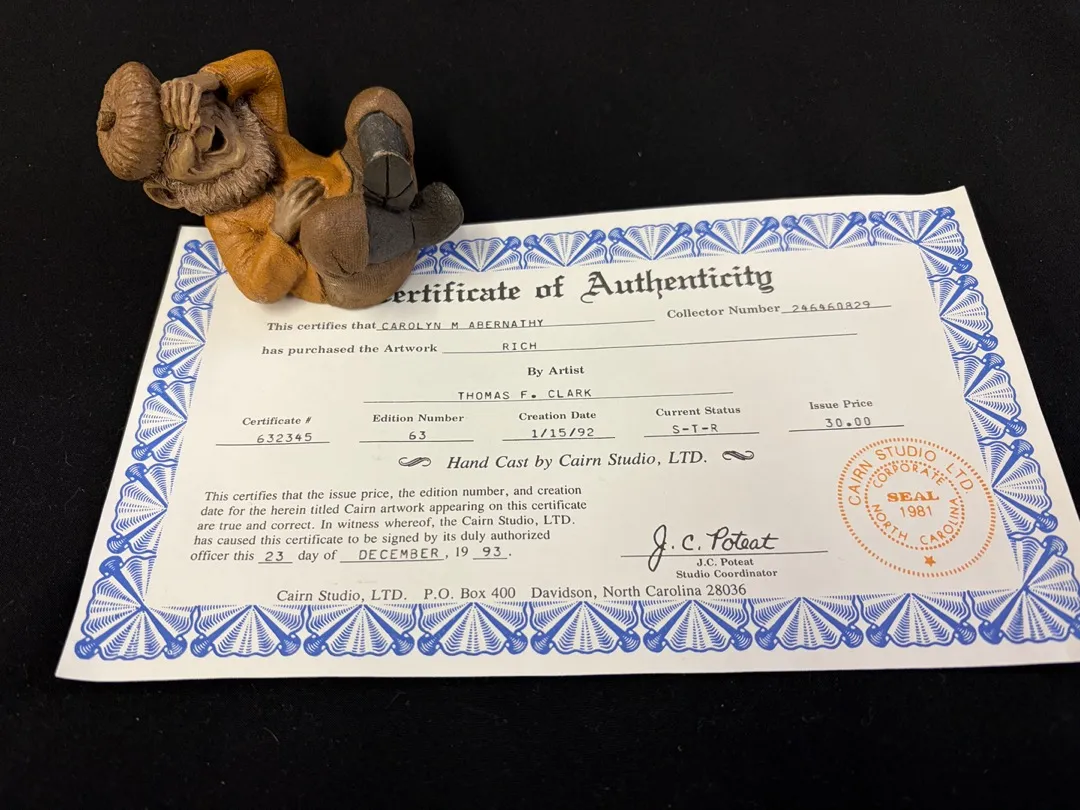 ertificate of Authenticity
This certifies that CAROLYN M ABERNATHY Collector Number 246460829
has purchased the Artwork RICH
By Artist
THOMAS F. CLARK
Certificate # Edition Number Creation Date Current Status Issue Price
632345 63 1/15/92 S-T-R 30.00
Hand Cast by Cairn Studio, LTD.
This certifies that the issue price, the edition number, and creation
date for the herein titled Cairn artwork appearing on this certificate
are true and correct. In witness whereof, the Cairn Studio, LTD.
has caused this certificate to be signed by its duly authorized
officer this 23 day of DECEMBER, 19 93.
J. C. Poteat
J.C. Poteat
Studio Coordinator
Cairn Studio, LTD. P.O. Box 400 Davidson, North Carolina 28036
CAIRN STUDIO LTD.
CORPORATE
SEAL
1981
NORTH CAROLINA